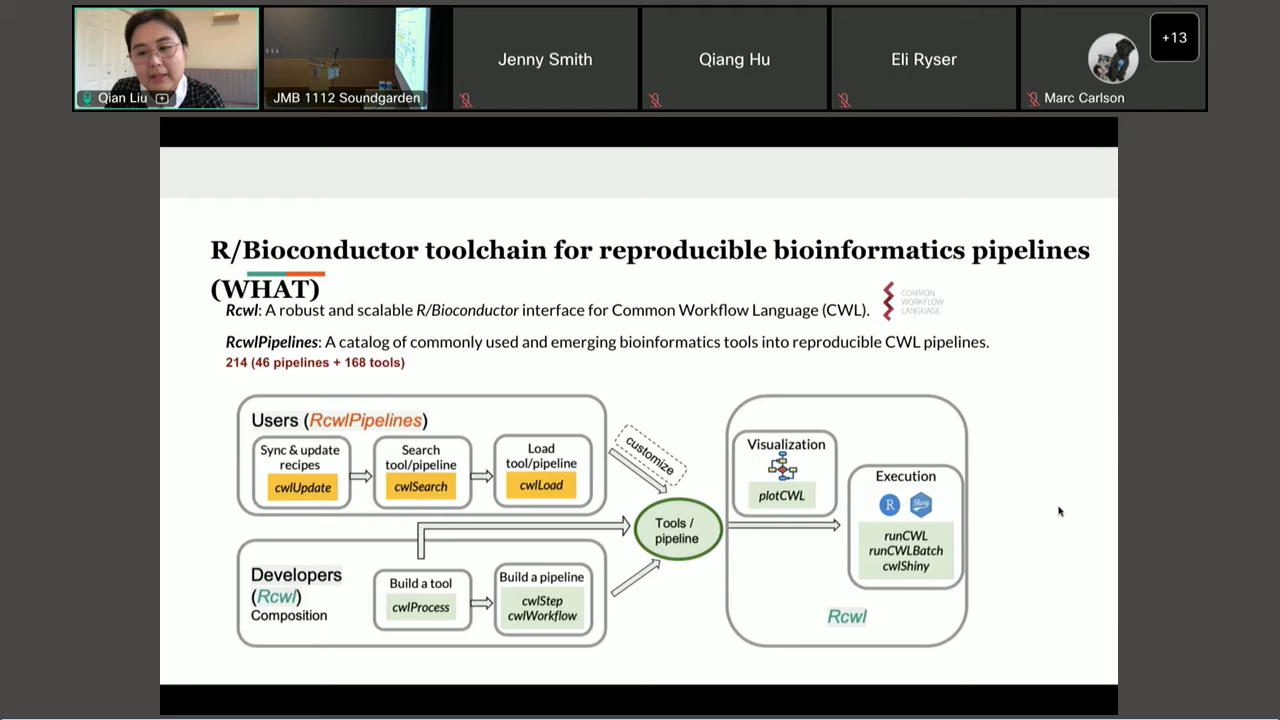 Qian Liu
JMB 1112 Soundgarden
Jenny Smith
Qiang Hu
Eli Ryser
Marc Carlson
+13
R/Bioconductor toolchain for reproducible bioinformatics pipelines
(WHAT)
Rcwl: A robust and scalable R/Bioconductor interface for Common Workflow Language (CWL).
COMMON
WORKFLOW
LANGUAGE
RcwlPipelines: A catalog of commonly used and emerging bioinformatics tools into reproducible CWL pipelines.
214 (46 pipelines + 168 tools)
Users (RcwlPipelines)
Sync & update
recipes
cwlUpdate
Search
tool/pipeline
cwlSearch
Load
tool/pipeline
cwlLoad
customize
Tools /
pipeline
Developers
(Rcwl)
Composition
Build a tool
cwlProcess
Build a pipeline
cwlStep
cwlWorkflow
Visualization
plotCWL
Execution
R
Shiny
runCWL
runCWLBatch
cwlShiny
Rcwl